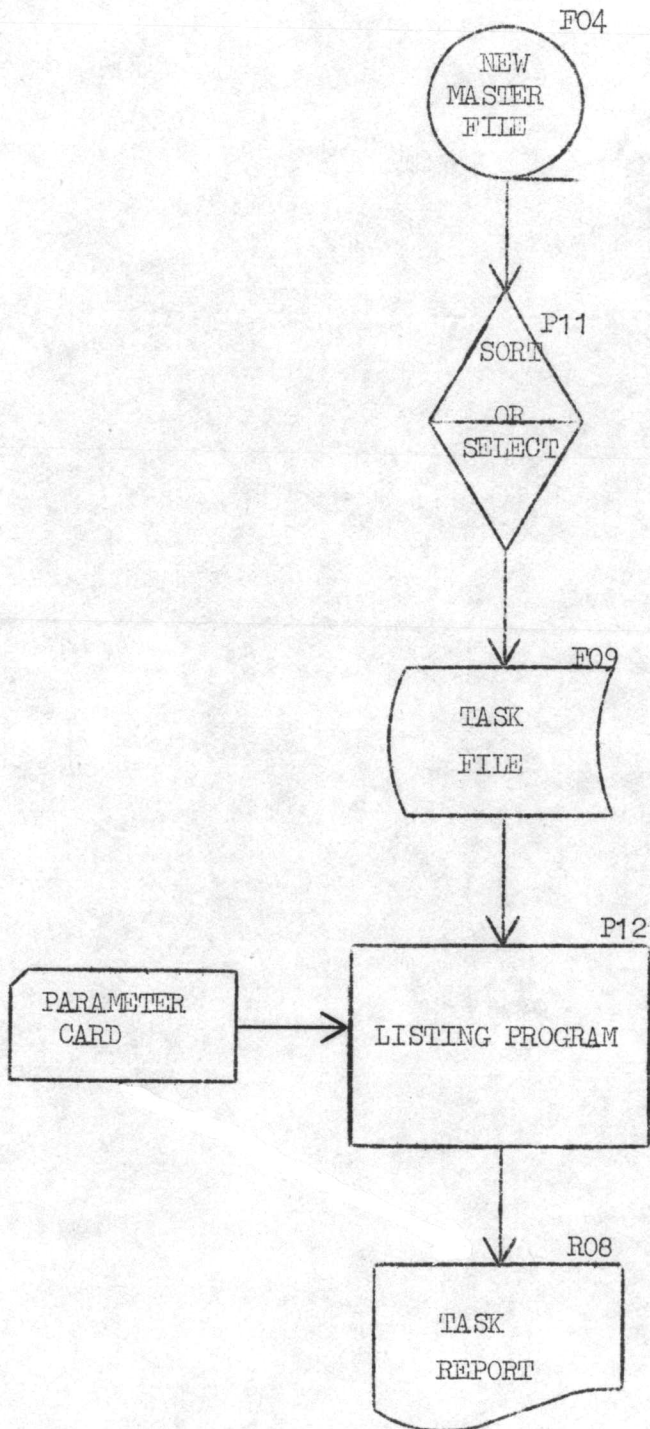 F04
NEW
MASTER
FILE
P11
SORT
OR
SELECT
F09
TASK
FILE
P12
PARAMETER
CARD
LISTING PROGRAM
R08
TASK
REPORT